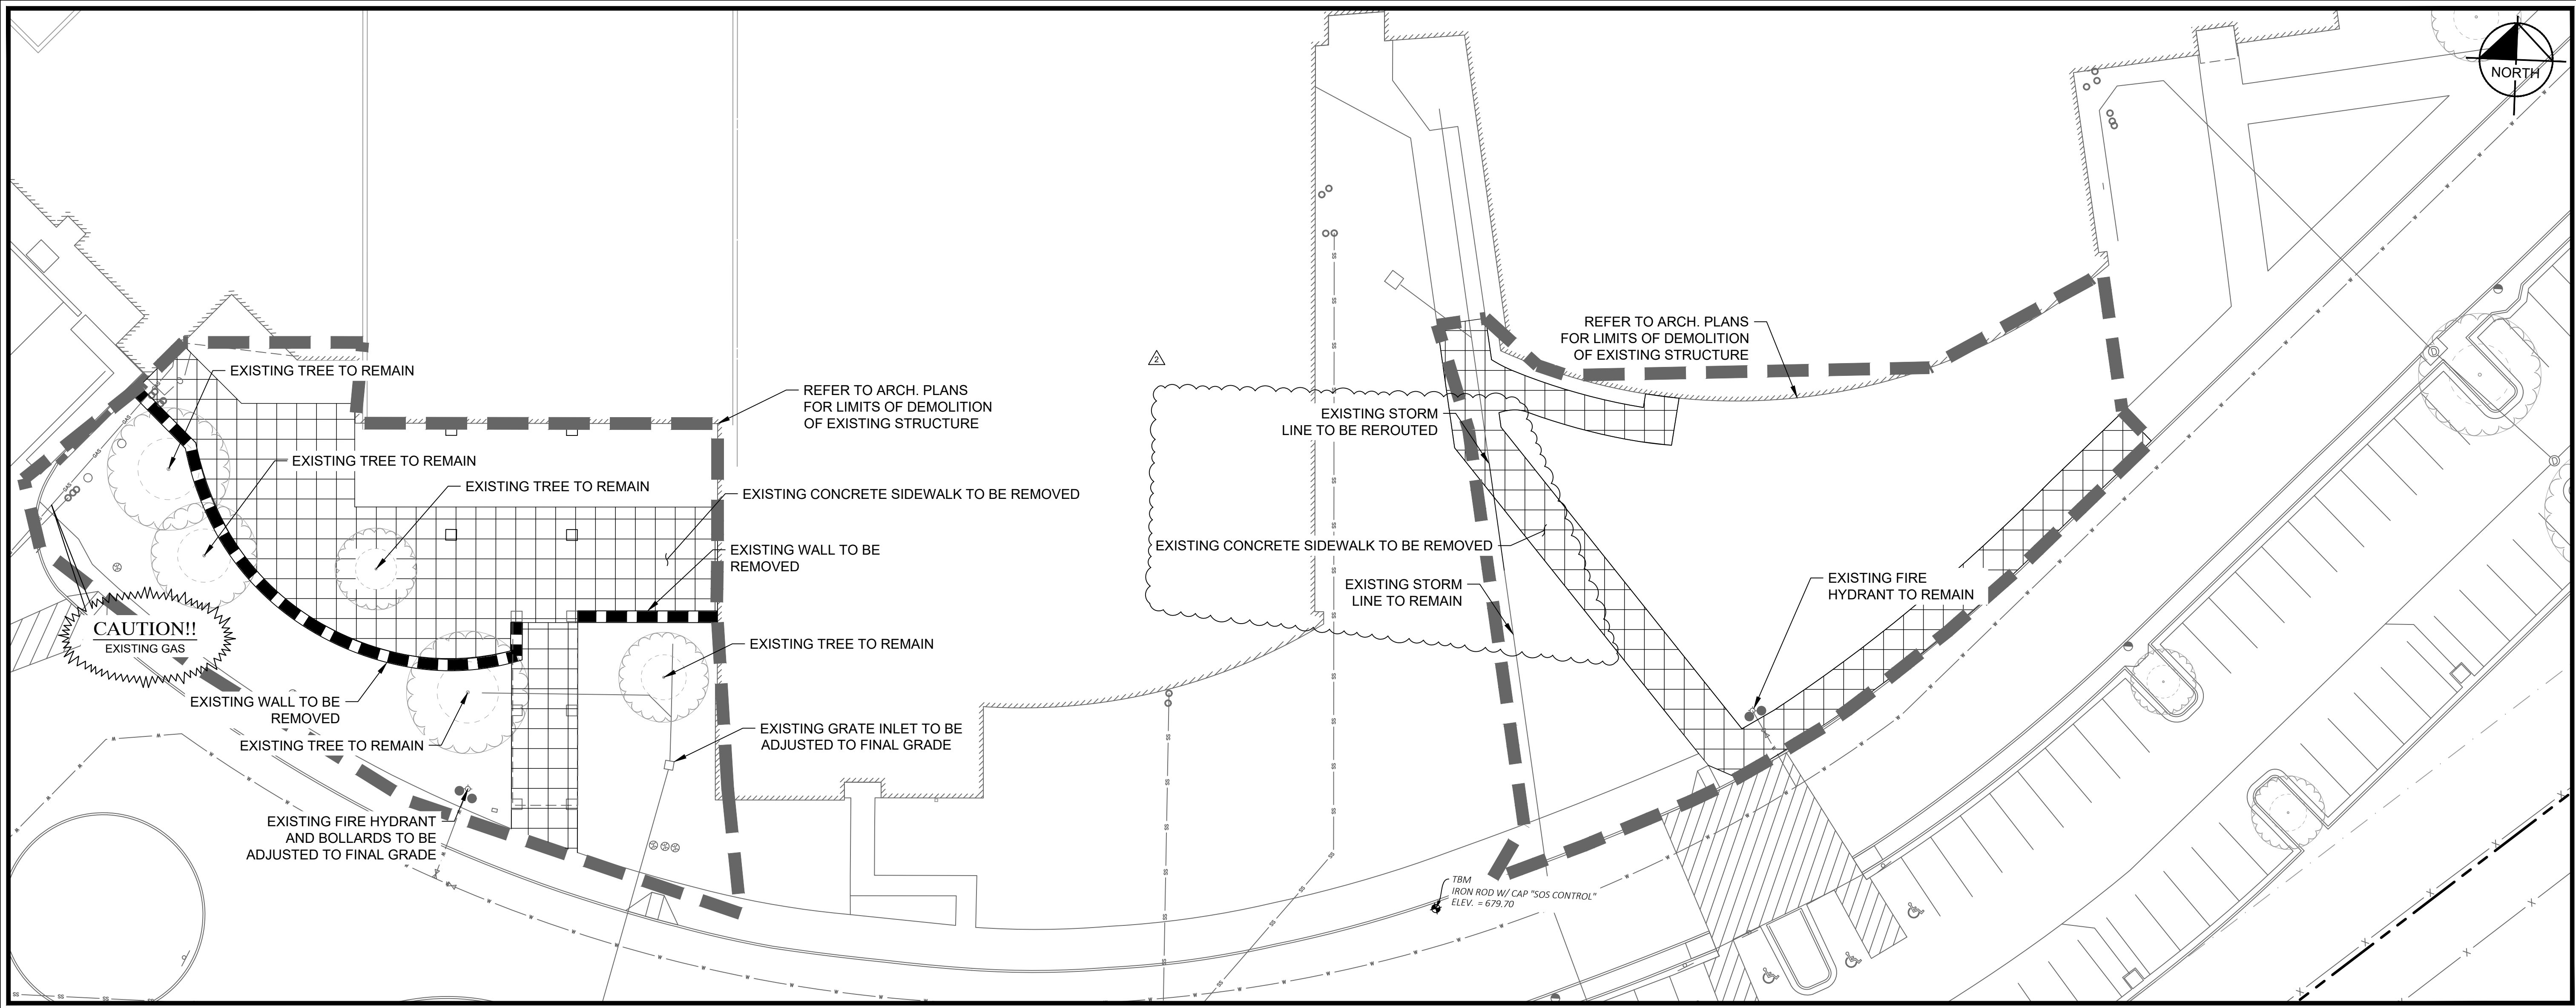 NORTH
EXISTING TREE TO REMAIN
REFER TO ARCH. PLANS
FOR LIMITS OF DEMOLITION
OF EXISTING STRUCTURE
EXISTING TREE TO REMAIN
EXISTING TREE TO REMAIN
EXISTING CONCRETE SIDEWALK TO BE REMOVED
EXISTING WALL TO BE
REMOVED
GAS
GAS
GAS
CAUTION!!
EXISTING GAS
EXISTING TREE TO REMAIN
EXISTING WALL TO BE
REMOVED
EXISTING TREE TO REMAIN
EXISTING GRATE INLET TO BE
ADJUSTED TO FINAL GRADE
EXISTING FIRE HYDRANT
AND BOLLARDS TO BE
ADJUSTED TO FINAL GRADE
2
REFER TO ARCH. PLANS
FOR LIMITS OF DEMOLITION
OF EXISTING STRUCTURE
EXISTING STORM
LINE TO BE REROUTED
EXISTING CONCRETE SIDEWALK TO BE REMOVED
EXISTING STORM
LINE TO REMAIN
EXISTING FIRE
HYDRANT TO REMAIN
TBM
IRON ROD W/ CAP "SOS CONTROL"
ELEV. = 679.70